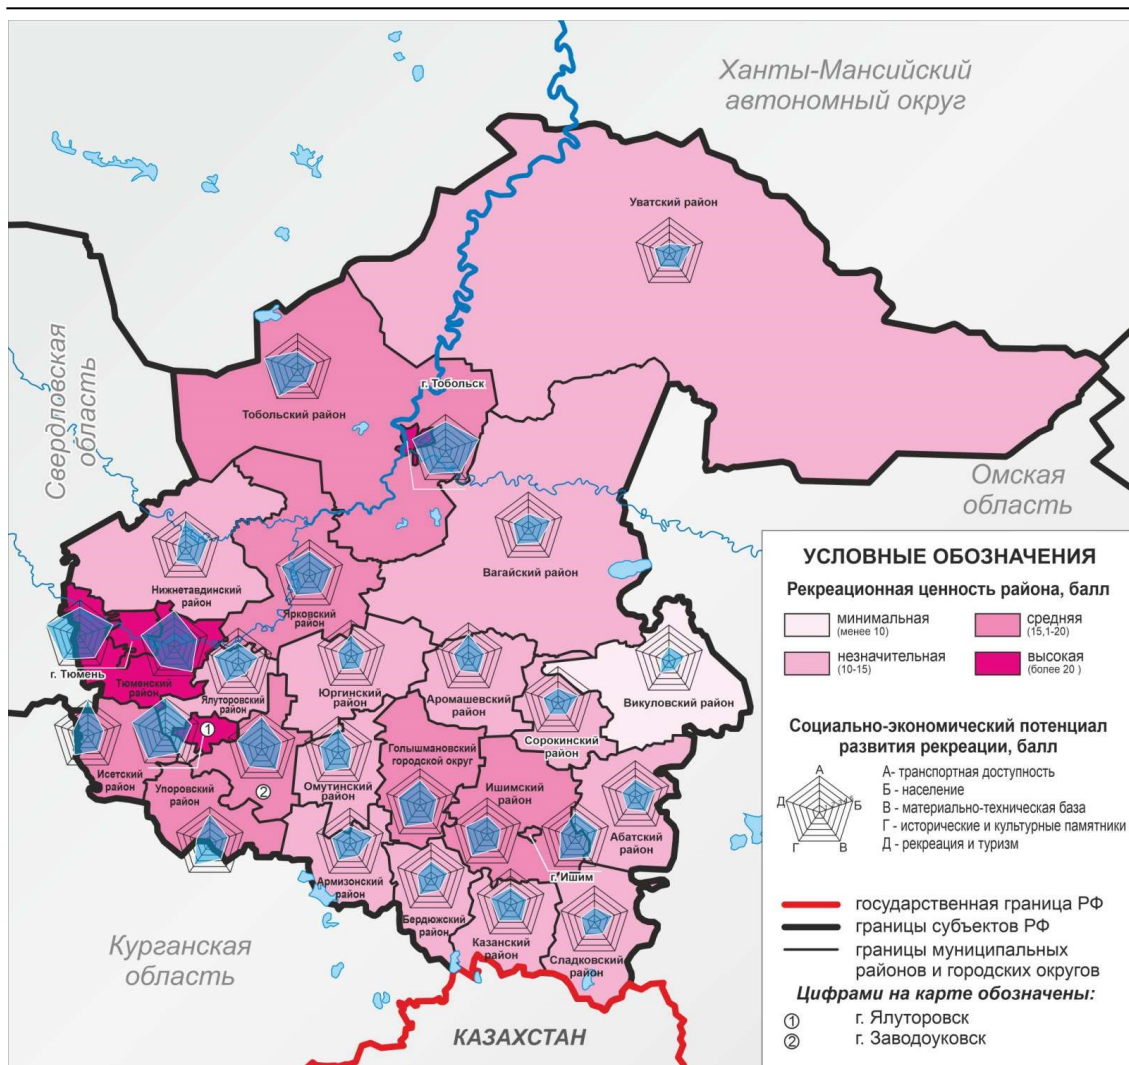 Ханты-Мансийский
автономный округ
Уватский район
Свердловская
область
г. Тобольск
Тобольский район
Омская
область
Вагайский район
Нижнетавдинский
район
Ярковский
район
г. Тюмень
Тюменский
район
Ялуторовский
район
Юргинский
район
Аромашевский
район
Викуловский район
Сорокинский
район
1
Исетский
район
Упоровский
район
2
Омутинский
район
Голышмановский
городской округ
Ишимский
район
Абатский
район
г. Ишим
Армизонский
район
Бердюжский
район
Казанский
район
Сладковский
район
Курганская
область
КАЗАХСТАН
УСЛОВНЫЕ ОБОЗНАЧЕНИЯ
Рекреационная ценность района, балл
минимальная
(менее 10)
средняя
(15,1-20)
незначительная
(10-15)
высокая
(более 20 )
Социально-экономический потенциал
развития рекреации, балл
А
Б
В
Г
Д
А- транспортная доступность
Б - население
В - материально-техническая база
Г - исторические и культурные памятники
Д - рекреация и туризм
государственная граница РФ
границы субъектов РФ
границы муниципальных
районов и городских округов
Цифрами на карте обозначены:
1 г. Ялуторовск
2 г. Заводоуковск